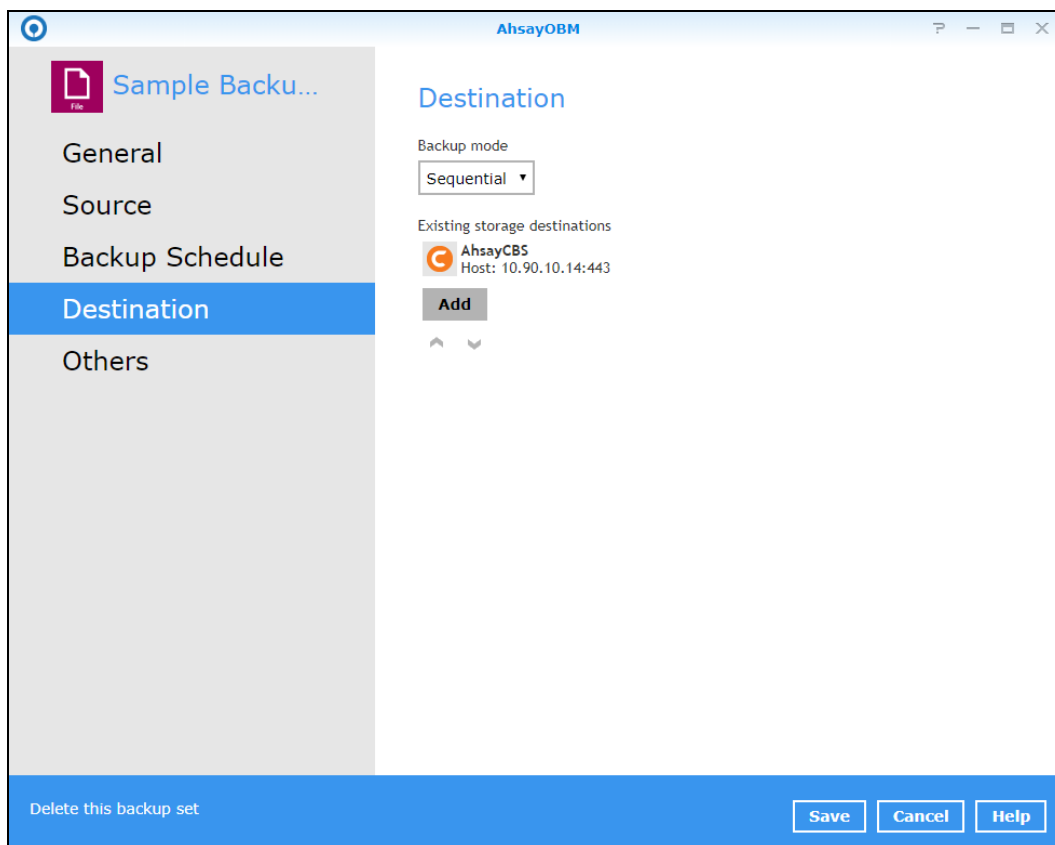 AhsayOBM
Sample Backu...
File
General
Source
Backup Schedule
Destination
Others
Destination
Backup mode
Sequential
Existing storage destinations
AhsayCBS
Host: 10.90.10.14:443
Add
Delete this backup set
Save
Cancel
Help